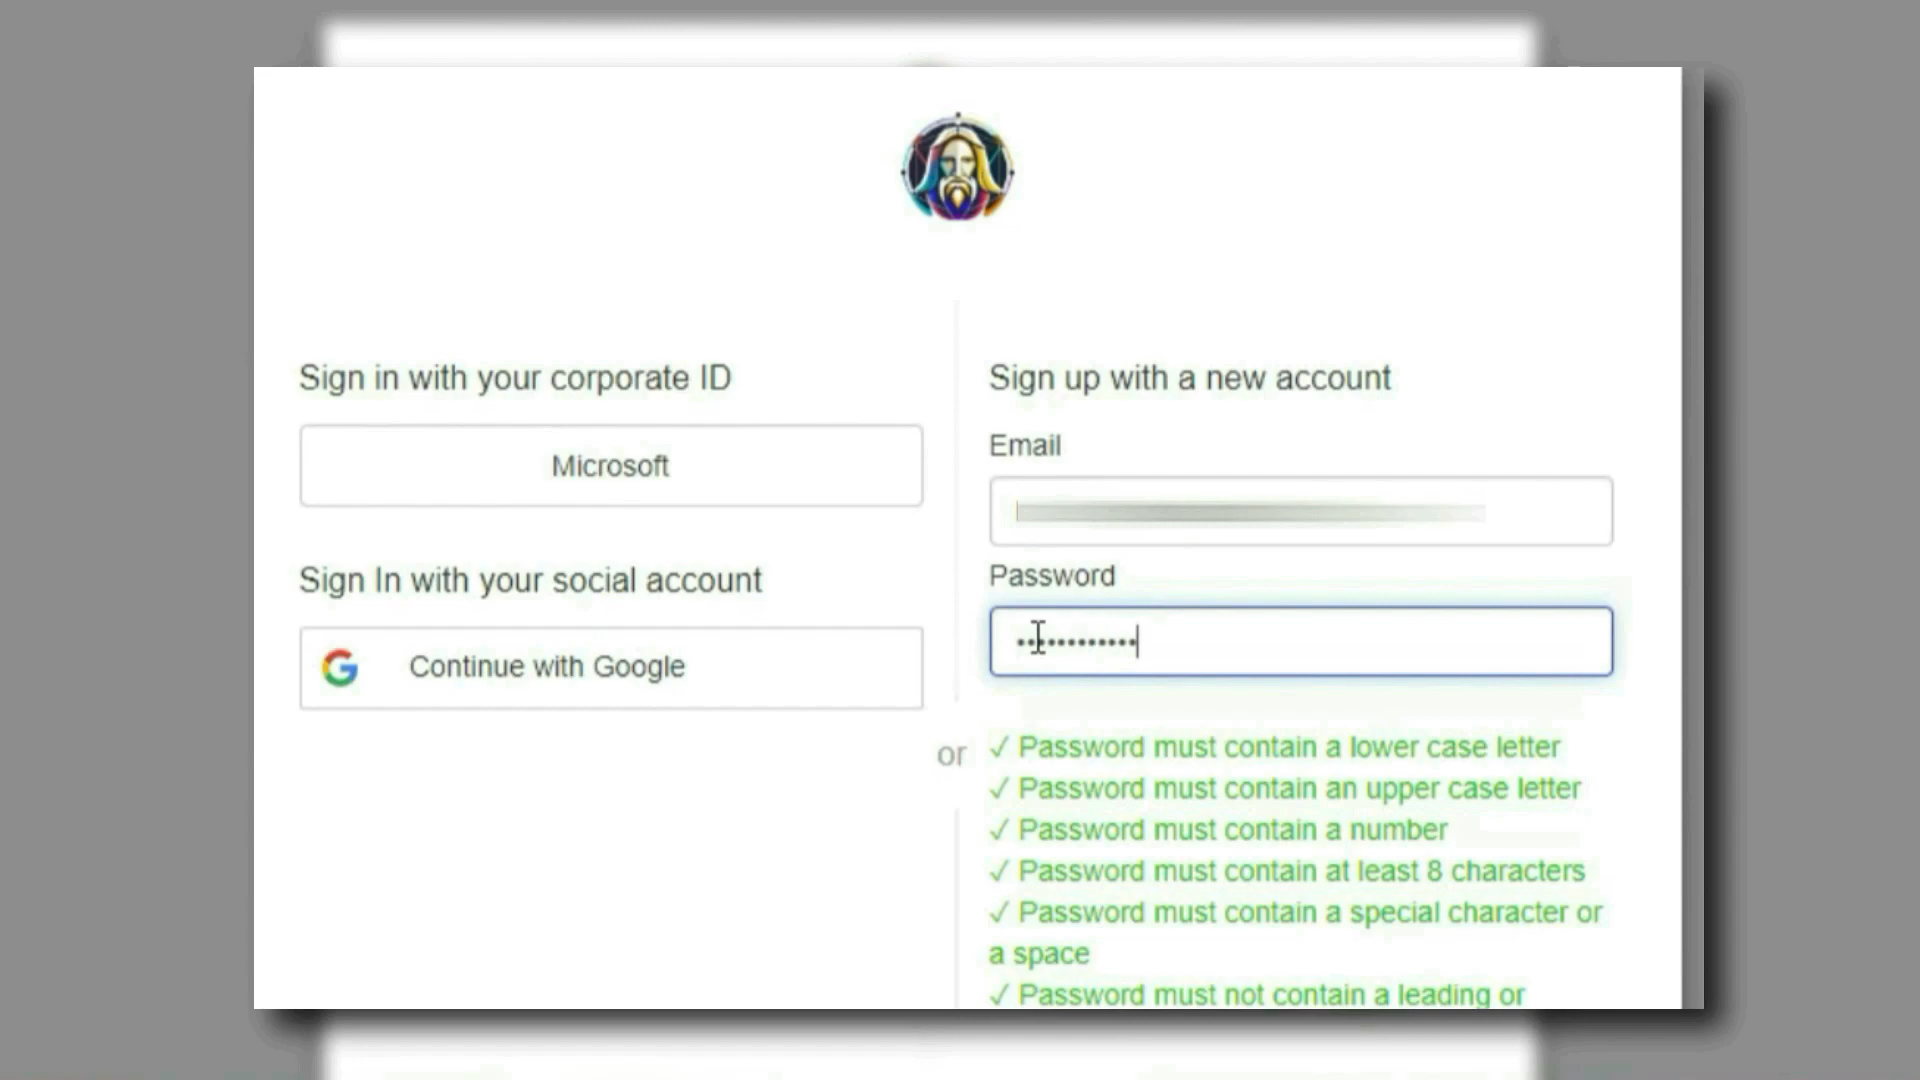 Sign in with your corporate ID
Microsoft
Sign In with your social account
Continue with Google
or
Sign up with a new account
Email
Password
✓ Password must contain a lower case letter
✓ Password must contain an upper case letter
✓ Password must contain a number
✓ Password must contain at least 8 characters
✓ Password must contain a special character or
a space
✓ Password must not contain a leading or